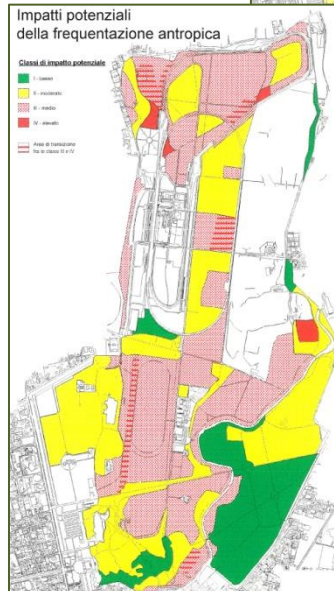 Impatti potenziali
della frequentazione antropica
Classi di impatto potenziale
I - basso
II - moderato
III - medio
IV - elevato
Aree di transizione
fra le classi III e IV